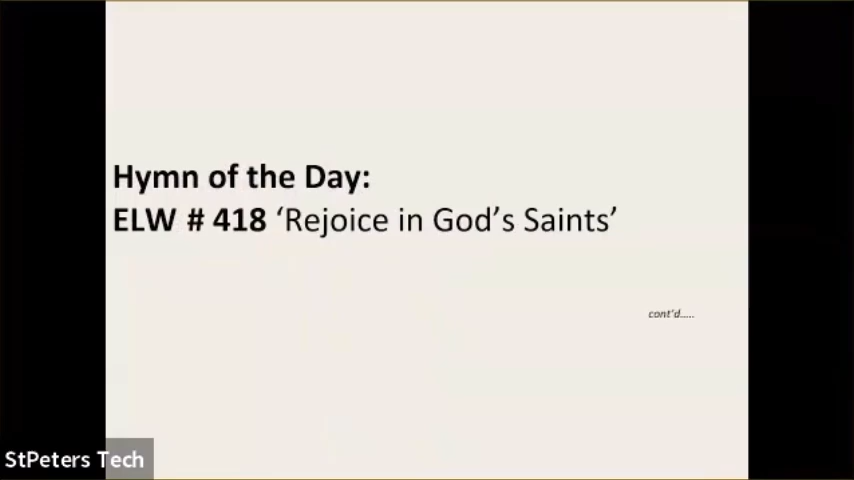 Hymn of the Day:
ELW # 418 ‘Rejoice in God’s Saints’
cont’d.....
StPeters Tech